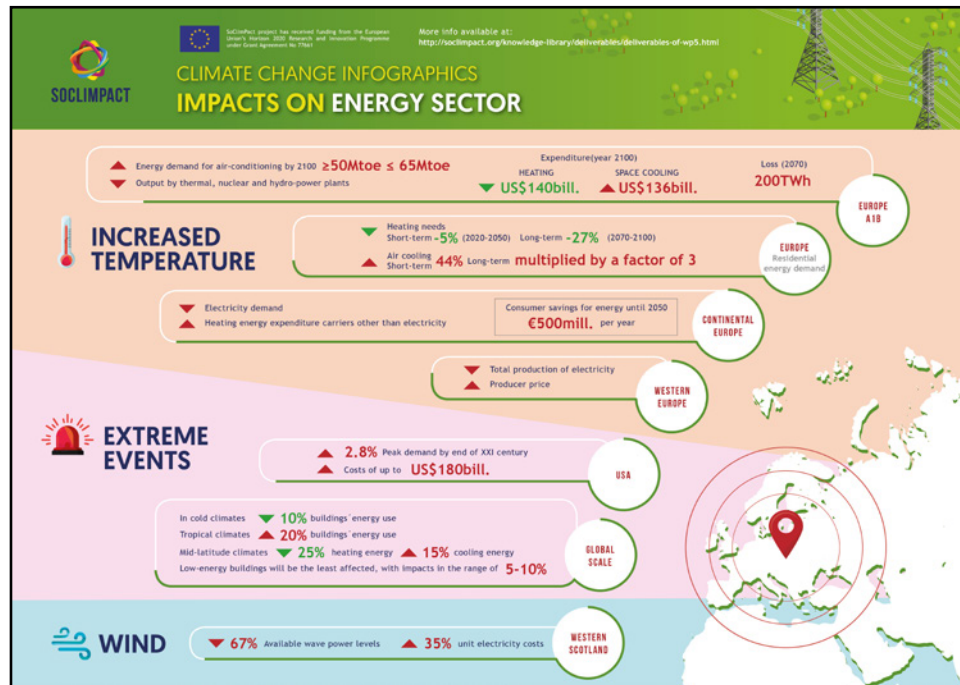 SOCLIMPACT
SoClimPact project has received funding from the European
Union's Horizon 2020 Research and Innovation Programme
under Grant Agreement No 77661
More info available at:
http://soclimpact.org/knowledge-library/deliverables/deliverables-of-wp5.html
CLIMATE CHANGE INFOGRAPHICS
IMPACTS ON ENERGY SECTOR
Energy demand for air-conditioning by 2100 ≥50Mtoe ≤ 65Mtoe
Output by thermal, nuclear and hydro-power plants
Expenditure(year 2100)
HEATING
US$140bill.
SPACE COOLING
US$136bill.
Loss (2070)
200TWh
EUROPE
A1B
INCREASED
TEMPERATURE
Heating needs
Short-term -5% (2020-2050) Long-term -27% (2070-2100)
Air cooling
Short-term 44% Long-term multiplied by a factor of 3
EUROPE
Residential
energy demand
Electricity demand
Heating energy expenditure carriers other than electricity
Consumer savings for energy until 2050
€500mill. per year
CONTINENTAL
EUROPE
Total production of electricity
Producer price
WESTERN
EUROPE
EXTREME
EVENTS
2.8% Peak demand by end of XXI century
Costs of up to US$180bill.
USA
In cold climates 10% buildings´energy use
Tropical climates 20% buildings´energy use
Mid-latitude climates 25% heating energy 15% cooling energy
Low-energy buildings will be the least affected, with impacts in the range of 5-10%
GLOBAL
SCALE
WIND
67% Available wave power levels 35% unit electricity costs
WESTERN
SCOTLAND